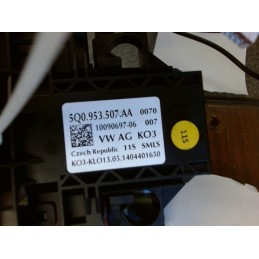 5Q0.953.507.AA 0070
10090697-06 007
VW AG KO3
Czech Republic 11S SMLS
KO3-KLO13.05.1404401650
115